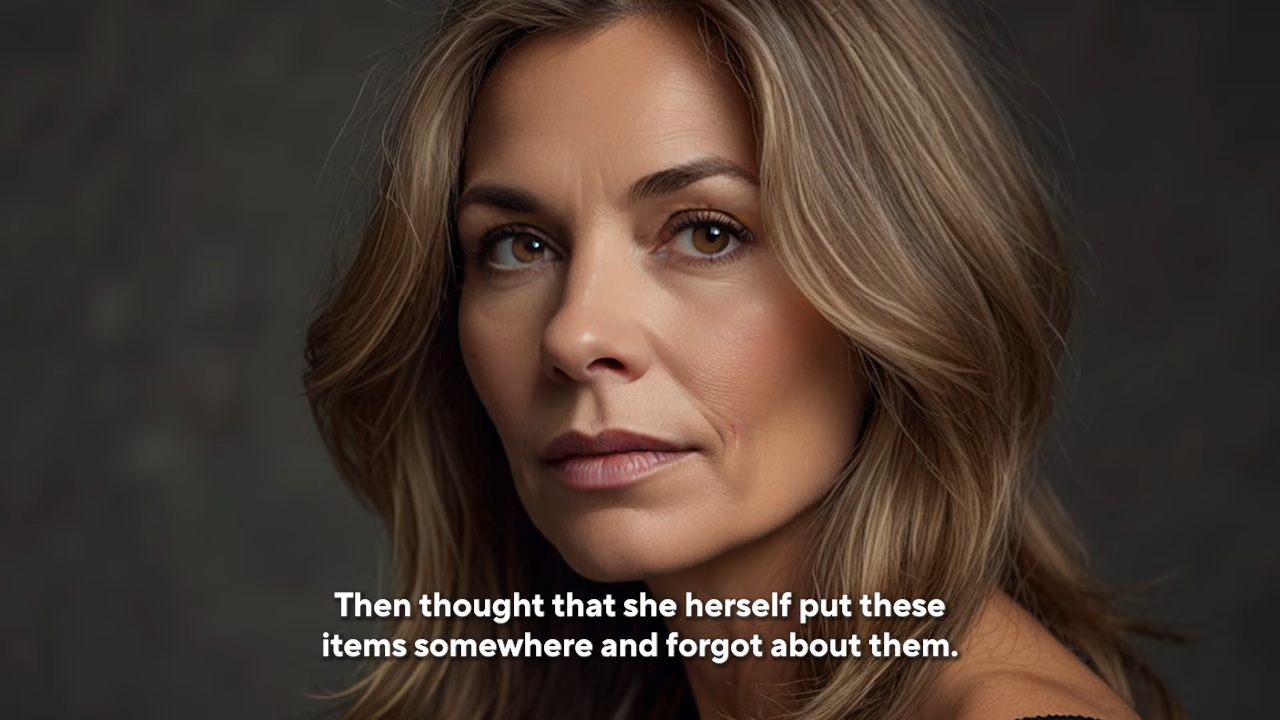 Then thought that she herself put these
items somewhere and forgot about them.